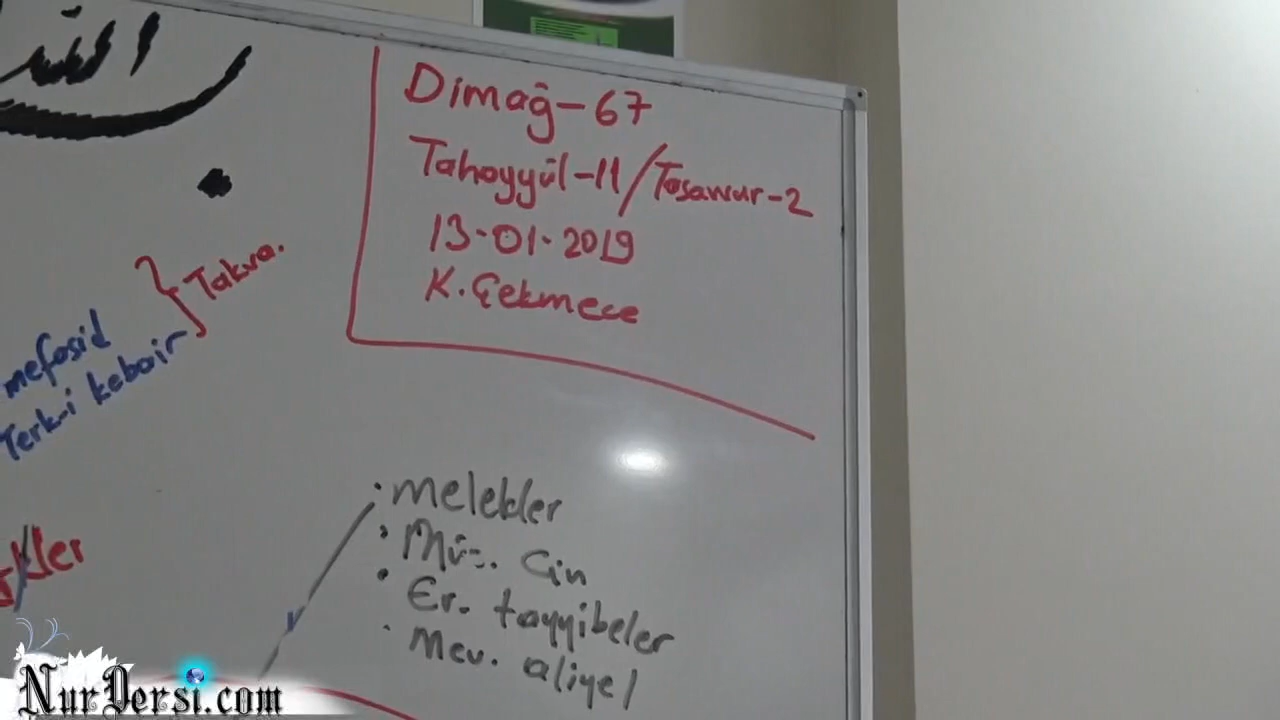 Dimağ-67
Tahayyül-11/Tasavvur-2
13-01-2019
K. Çekmece
Takva.
mefasid
Terk-i kebair
• melekler
• Mü=. Cin
• Er. tayyibeler
• Mev. aliye
NurDersi.com